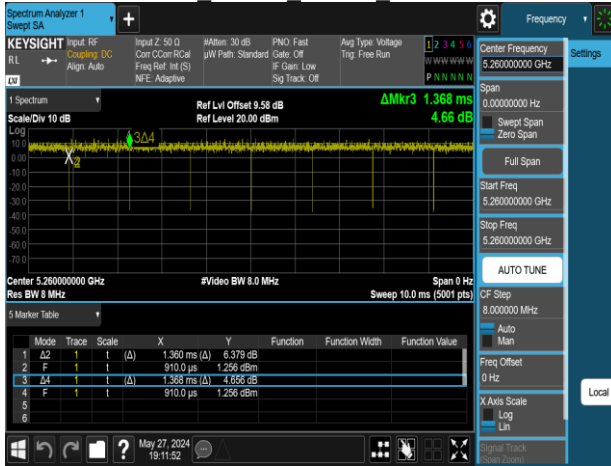 Spectrum Analyzer 1
Swept SA
+
Frequency
KEYSIGHT
RL
LXI
Input: RF
Coupling: DC
Align: Auto
Input Z: 50 Ω
Corr CCorr RCal
Freq Ref: Int (S)
NFE: Adaptive
#Atten: 30 dB
µW Path: Standard
PNO: Fast
Gate: Off
IF Gain: Low
Sig Track: Off
Avg Type: Voltage
Trig: Free Run
1 2 3 4 5 6
W W W W W W
P N N N N N
1 Spectrum
Scale/Div 10 dB
Ref Lvl Offset 9.58 dB
Ref Level 20.00 dBm
ΔMkr3 1.368 ms
4.66 dB
Log
10.0
0.00
-10.0
-20.0
-30.0
-40.0
-50.0
-60.0
-70.0
3Δ4
Center 5.260000000 GHz
Res BW 8 MHz
#Video BW 8.0 MHz
Span 0 Hz
Sweep 10.0 ms (5001 pts)
5 Marker Table
Mode Trace Scale X Y Function Function Width Function Value
1 Δ2 1 t (Δ) 1.360 ms (Δ) 6.379 dB
2 F 1 t 910.0 µs 1.256 dBm
3 Δ4 1 t (Δ) 1.368 ms (Δ) 4.656 dB
4 F 1 t 910.0 µs 1.256 dBm
5
6
?
May 27, 2024
19:11:52
Center Frequency
5.260000000 GHz
Span
0.00000000 Hz
Swept Span
Zero Span
Full Span
Start Freq
5.260000000 GHz
Stop Freq
5.260000000 GHz
AUTO TUNE
CF Step
8.000000 MHz
Auto
Man
Freq Offset
0 Hz
X Axis Scale
Log
Lin
Signal Track
(Span Zoom)
Settings
Local